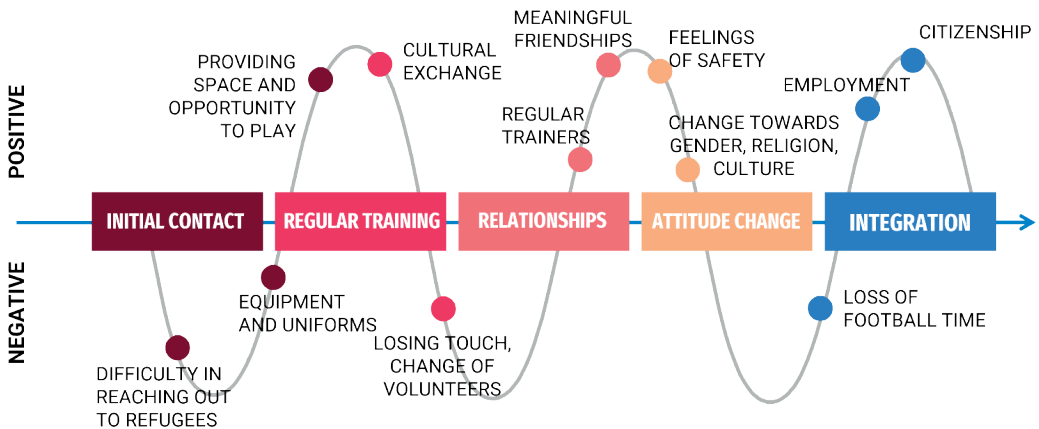 POSITIVE
NEGATIVE
PROVIDING
SPACE AND
OPPORTUNITY
TO PLAY
CULTURAL
EXCHANGE
MEANINGFUL
FRIENDSHIPS
REGULAR
TRAINERS
FEELINGS
OF SAFETY
CHANGE TOWARDS
GENDER, RELIGION,
CULTURE
EMPLOYMENT
CITIZENSHIP
INITIAL CONTACT
REGULAR TRAINING
RELATIONSHIPS
ATTITUDE CHANGE
INTEGRATION
EQUIPMENT
AND UNIFORMS
DIFFICULTY IN
REACHING OUT
TO REFUGEES
LOSING TOUCH,
CHANGE OF
VOLUNTEERS
LOSS OF
FOOTBALL TIME